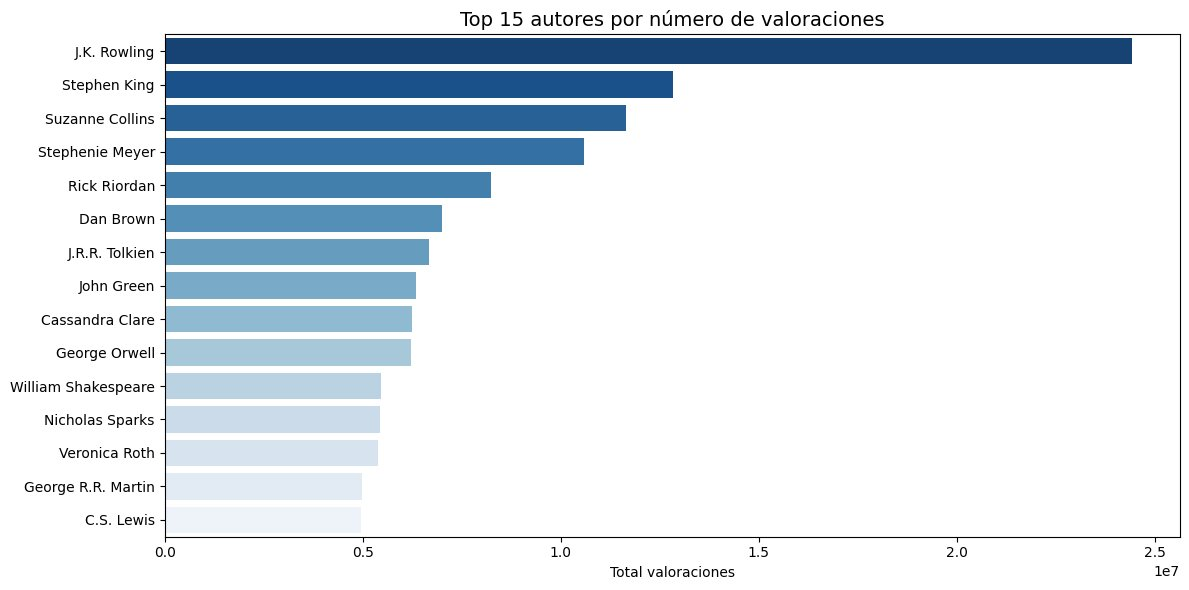 Top 15 autores por número de valoraciones
J.K. Rowling
Stephen King
Suzanne Collins
Stephenie Meyer
Rick Riordan
Dan Brown
J.R.R. Tolkien
John Green
Cassandra Clare
George Orwell
William Shakespeare
Nicholas Sparks
Veronica Roth
George R.R. Martin
C.S. Lewis
0.0 0.5 1.0 1.5 2.0 2.5
1e7
Total valoraciones